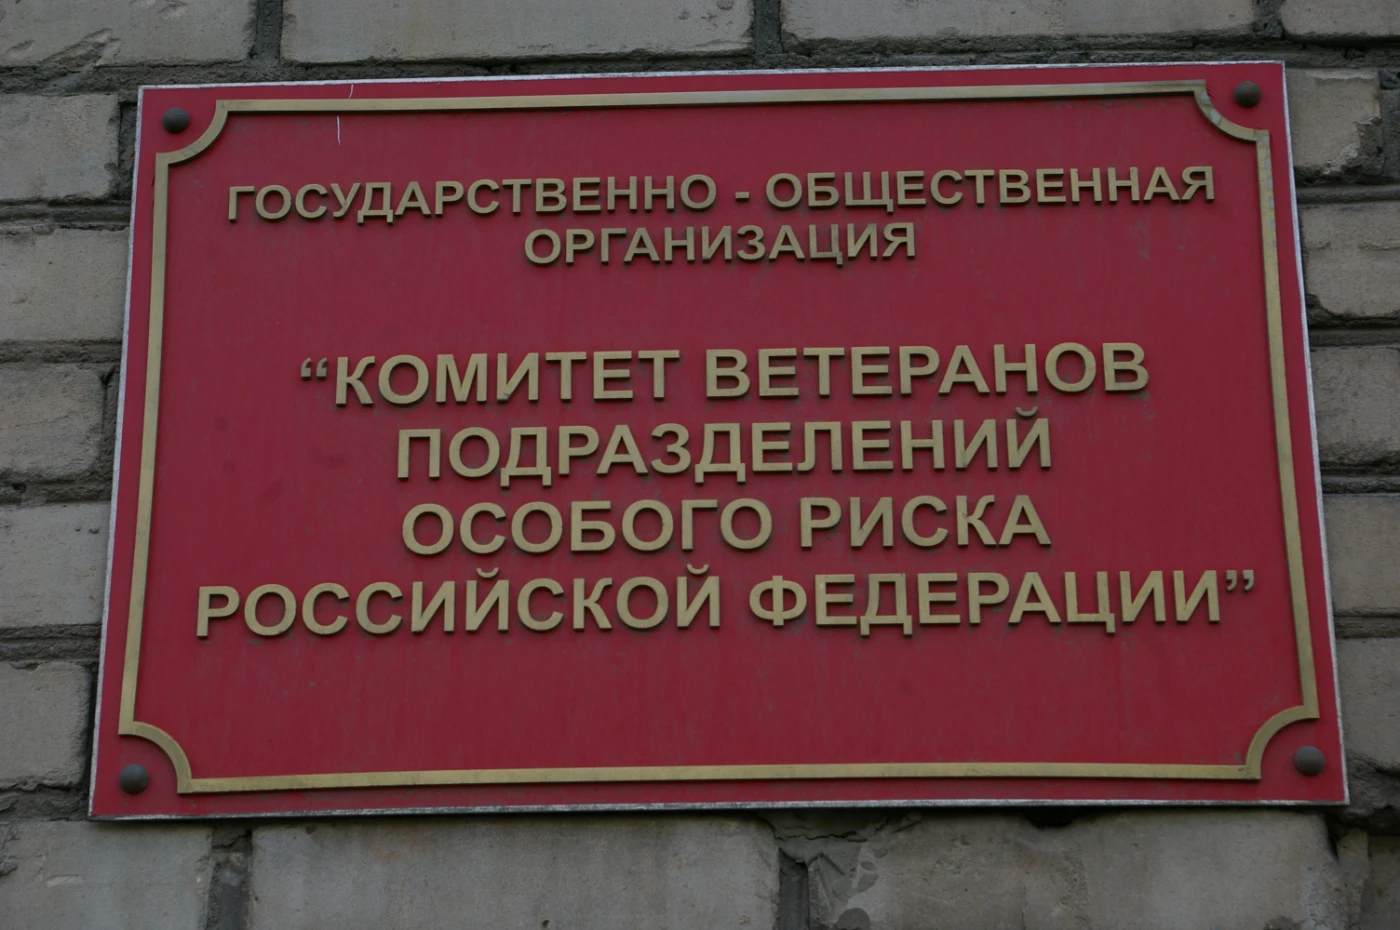 ГОСУДАРСТВЕННО - ОБЩЕСТВЕННАЯ
ОРГАНИЗАЦИЯ
“КОМИТЕТ ВЕТЕРАНОВ
ПОДРАЗДЕЛЕНИЙ
ОСОБОГО РИСКА
РОССИЙСКОЙ ФЕДЕРАЦИИ”